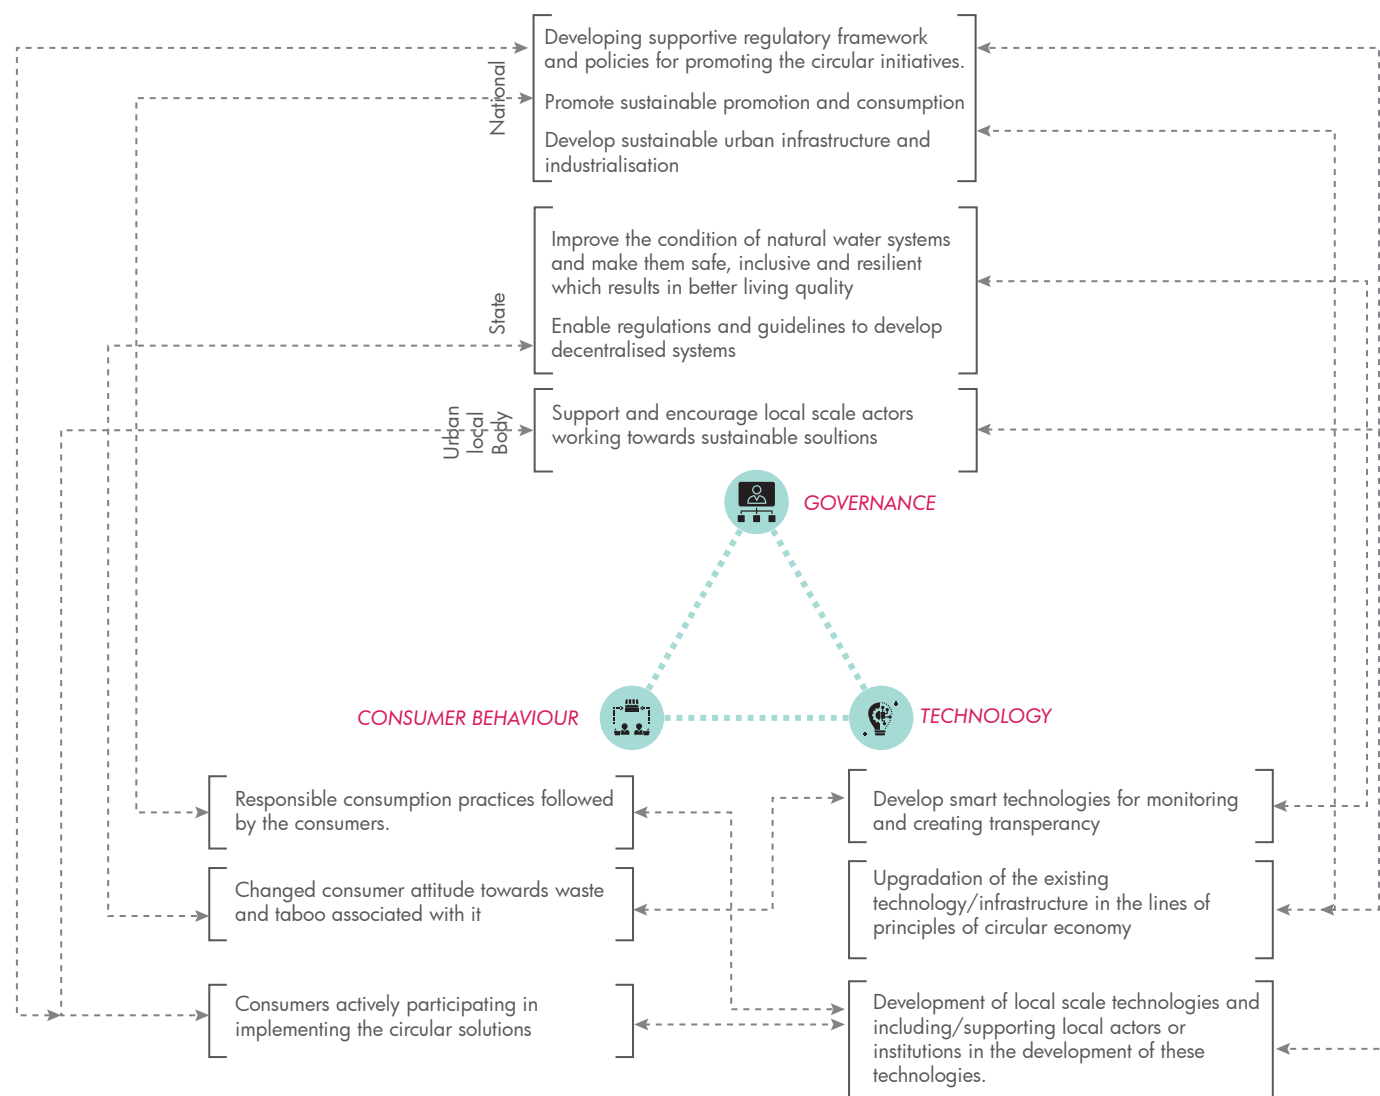 National
Developing supportive regulatory framework
and policies for promoting the circular initiatives.
Promote sustainable promotion and consumption
Develop sustainable urban infrastructure and
industrialisation
State
Improve the condition of natural water systems
and make them safe, inclusive and resilient
which results in better living quality
Enable regulations and guidelines to develop
decentralised systems
Urban
local
Body
Support and encourage local scale actors
working towards sustainable soultions
GOVERNANCE
CONSUMER BEHAVIOUR
TECHNOLOGY
Responsible consumption practices followed
by the consumers.
Changed consumer attitude towards waste
and taboo associated with it
Consumers actively participating in
implementing the circular solutions
Develop smart technologies for monitoring
and creating transperancy
Upgradation of the existing
technology/infrastructure in the lines of
principles of circular economy
Development of local scale technologies and
including/supporting local actors or
institutions in the development of these
technologies.